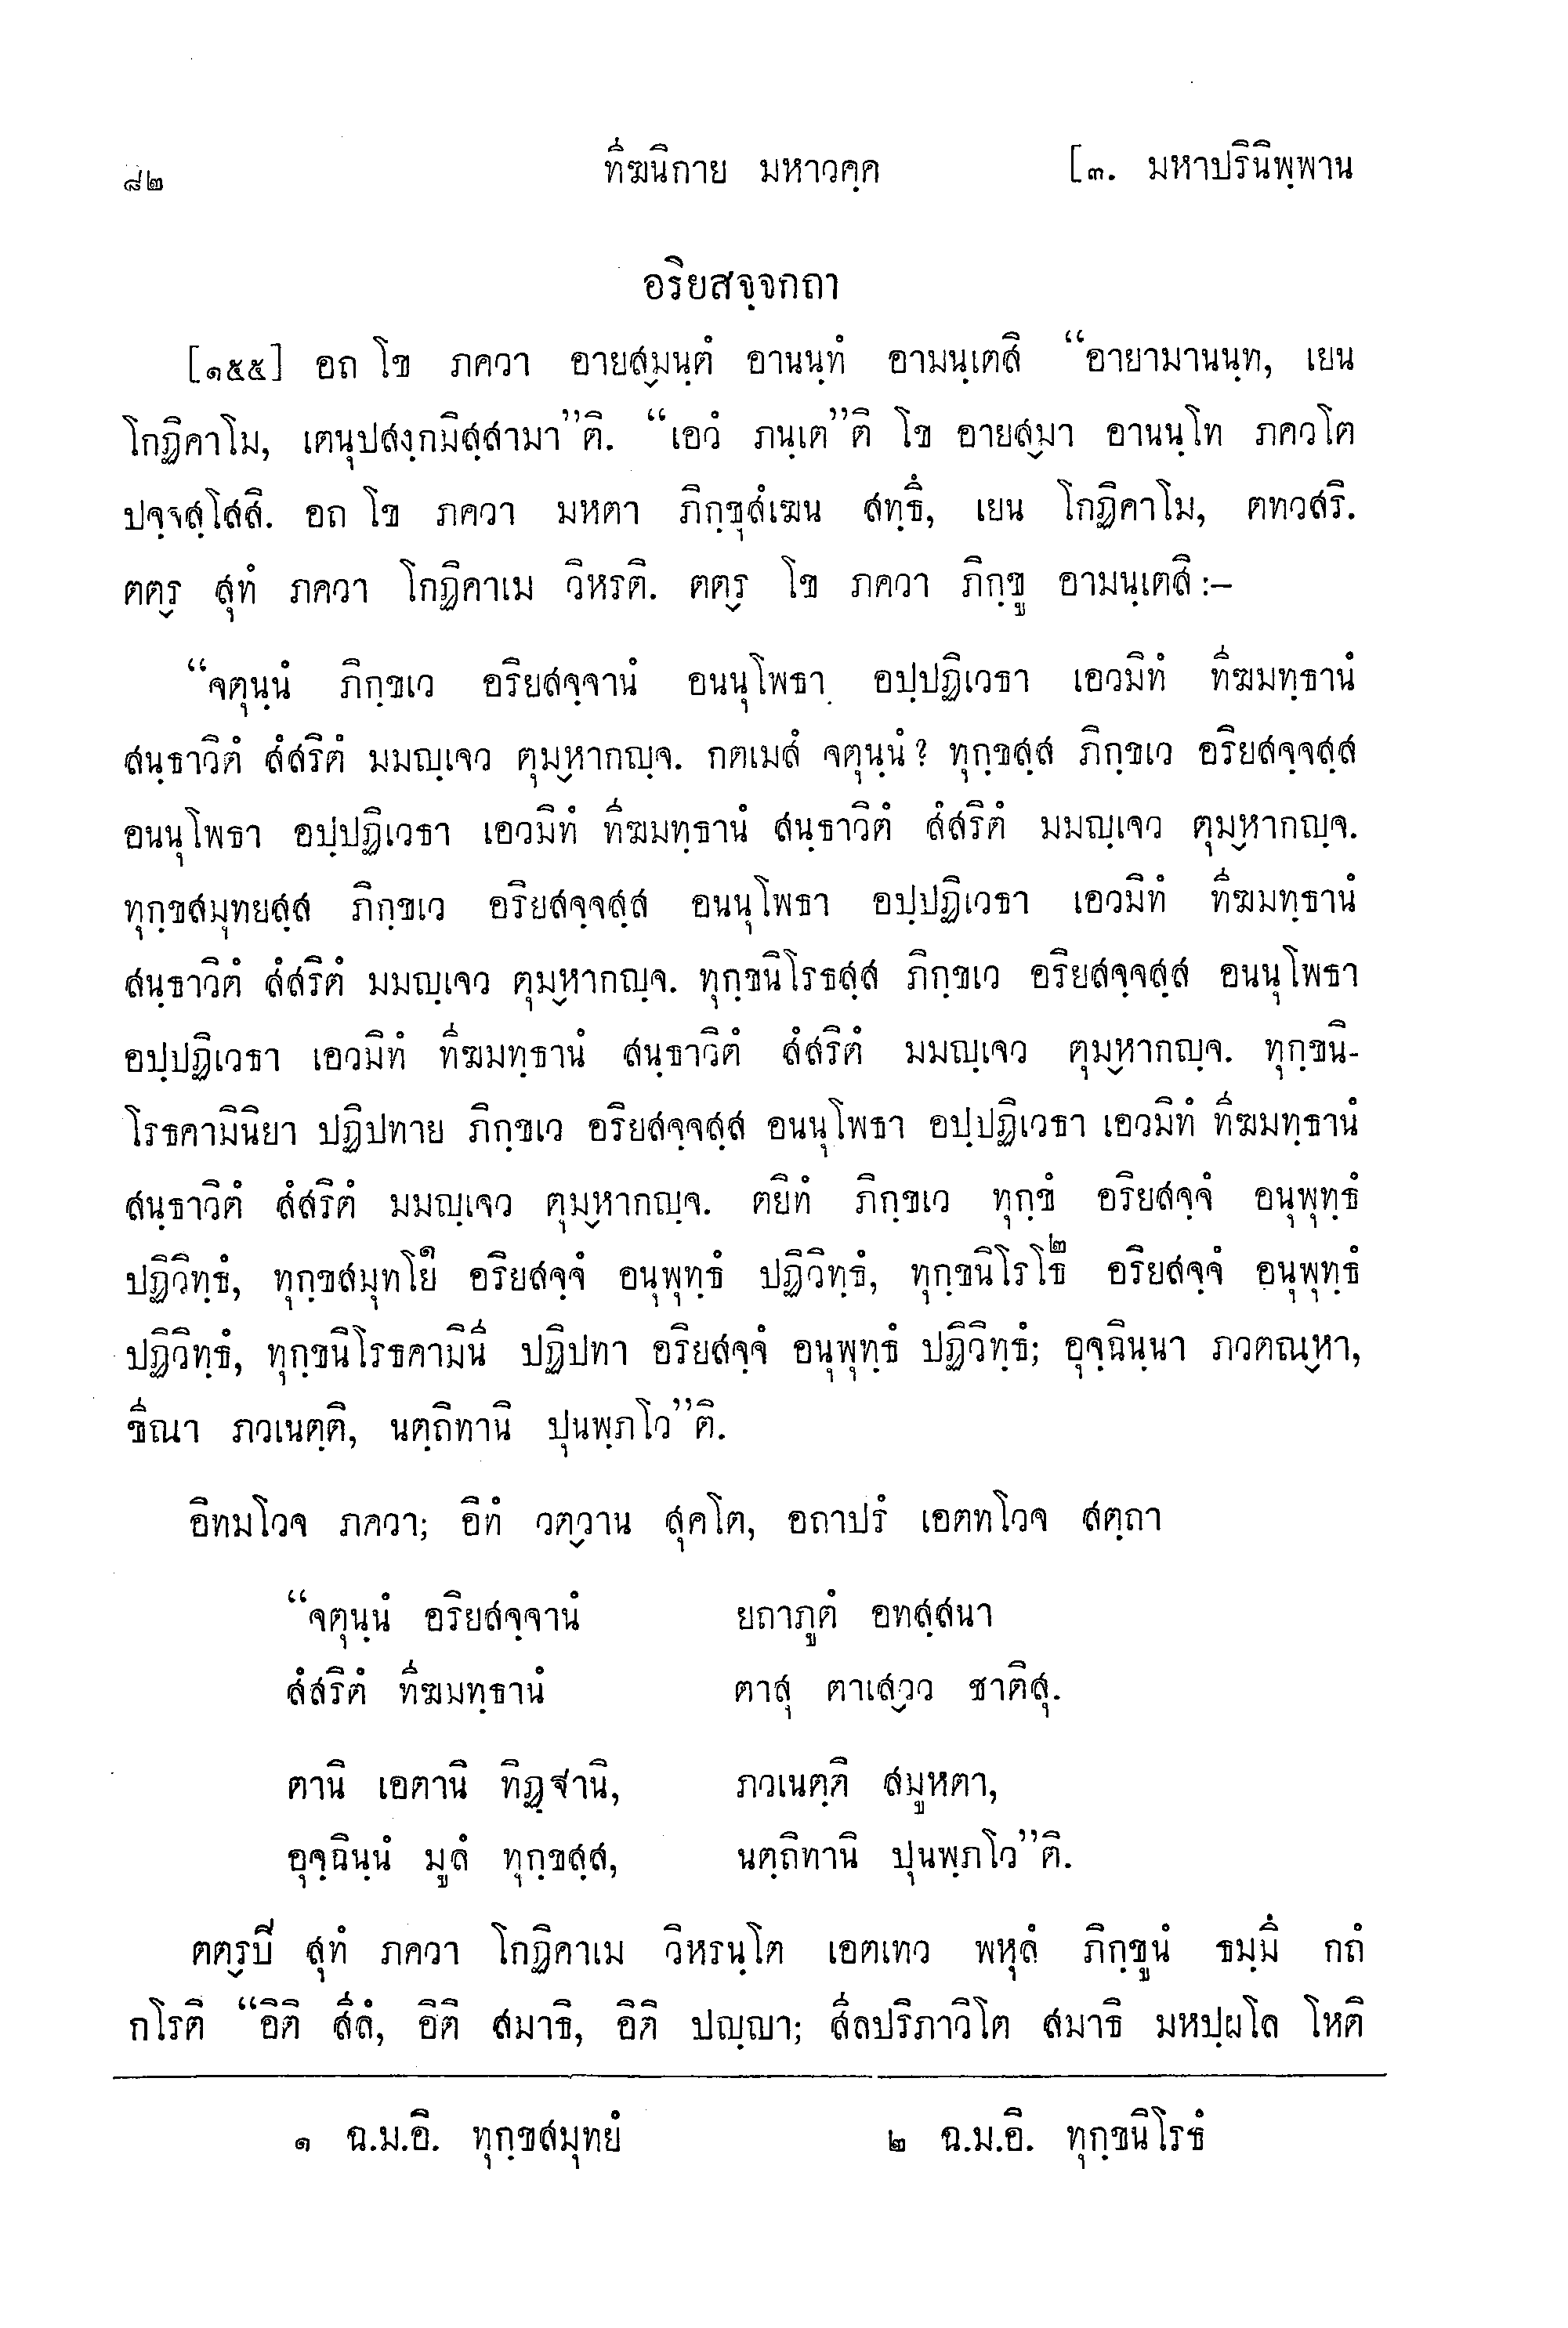 ๘๒ ทีฆนิกาย มหาวคฺค [๓. มหาปรินิพฺพาน
อริยสจฺจกถา
[๑๕๕] อถ โข ภควา อายสฺมนฺตํ อานนฺทํ อามนฺเตสิ “อายามานนฺท, เยน
โกฏิคาโม, เตนุปสงฺกมิสฺสามา”ติ. “เอวํ ภนฺเต”ติ โข อายสฺมา อานนฺโท ภควโต
ปจฺจสฺโสสิ. อถ โข ภควา มหตา ภิกฺขุสํเฆน สทฺธึ, เยน โกฏิคาโม, ตทวสริ.
ตตฺร สุทํ ภควา โกฏิคาเม วิหรติ. ตตฺร โข ภควา ภิกฺขู อามนฺเตสิ :–
“จตุนฺนํ ภิกฺขเว อริยสจฺจานํ อนนุโพธา อปฺปฏิเวธา เอวมิทํ ทีฆมทฺธานํ
สนฺธาวิตํ สํสริตํ มมญฺเจว ตุมฺหากญฺจ. กตเมสํ จตุนฺนํ? ทุกฺขสฺส ภิกฺขเว อริยสจฺจสฺส
อนนุโพธา อปฺปฏิเวธา เอวมิทํ ทีฆมทฺธานํ สนฺธาวิตํ สํสริตํ มมญฺเจว ตุมฺหากญฺจ.
ทุกฺขสมุทยสฺส ภิกฺขเว อริยสจฺจสฺส อนนุโพธา อปฺปฏิเวธา เอวมิทํ ทีฆมทฺธานํ
สนฺธาวิตํ สํสริตํ มมญฺเจว ตุมฺหากญฺจ. ทุกฺขนิโรธสฺส ภิกฺขเว อริยสจฺจสฺส อนนุโพธา
อปฺปฏิเวธา เอวมิทํ ทีฆมทฺธานํ สนฺธาวิตํ สํสริตํ มมญฺเจว ตุมฺหากญฺจ. ทุกฺขนิ-
โรธคามินิยา ปฏิปทาย ภิกฺขเว อริยสจฺจสฺส อนนุโพธา อปฺปฏิเวธา เอวมิทํ ทีฆมทฺธานํ
สนฺธาวิตํ สํสริตํ มมญฺเจว ตุมฺหากญฺจ. ตยิทํ ภิกฺขเว ทุกฺขํ อริยสจฺจํ อนุพุทฺธํ
ปฏิวิทฺธํ, ทุกฺขสมุทโย๑ อริยสจฺจํ อนุพุทฺธํ ปฏิวิทฺธํ, ทุกฺขนิโรโธ๒ อริยสจฺจํ อนุพุทฺธํ
ปฏิวิทฺธํ, ทุกฺขนิโรธคามินี ปฏิปทา อริยสจฺจํ อนุพุทฺธํ ปฏิวิทฺธํ; อุจฺฉินฺนา ภวตณฺหา,
ขีณา ภวเนตฺติ, นตฺถิทานิ ปุนพฺภโว”ติ.
อิทมโวจ ภควา; อิทํ วตฺวาน สุคโต, อถาปรํ เอตทโวจ สตฺถา
“จตุนฺนํ อริยสจฺจานํ ยถาภูตํ อทสฺสนา
สํสริตํ ทีฆมทฺธานํ ตาสุ ตาเสฺวว ชาติสุ.
ตานิ เอตานิ ทิฏฺฐานิ, ภวเนตฺติ สมูหตา,
อุจฺฉินฺนํ มูลํ ทุกฺขสฺส, นตฺถิทานิ ปุนพฺภโว”ติ.
ตตฺรปิ สุทํ ภควา โกฏิคาเม วิหรนฺโต เอตเทว พหุลํ ภิกฺขูนํ ธมฺมึ กถํ
กโรติ “อิติ สีลํ, อิติ สมาธิ, อิติ ปญฺญา; สีลปริภาวิโต สมาธิ มหปฺผโล โหติ
๑ ฉ.ม.อิ. ทุกฺขสมุทยํ ๒ ฉ.ม.อิ. ทุกฺขนิโรธํ